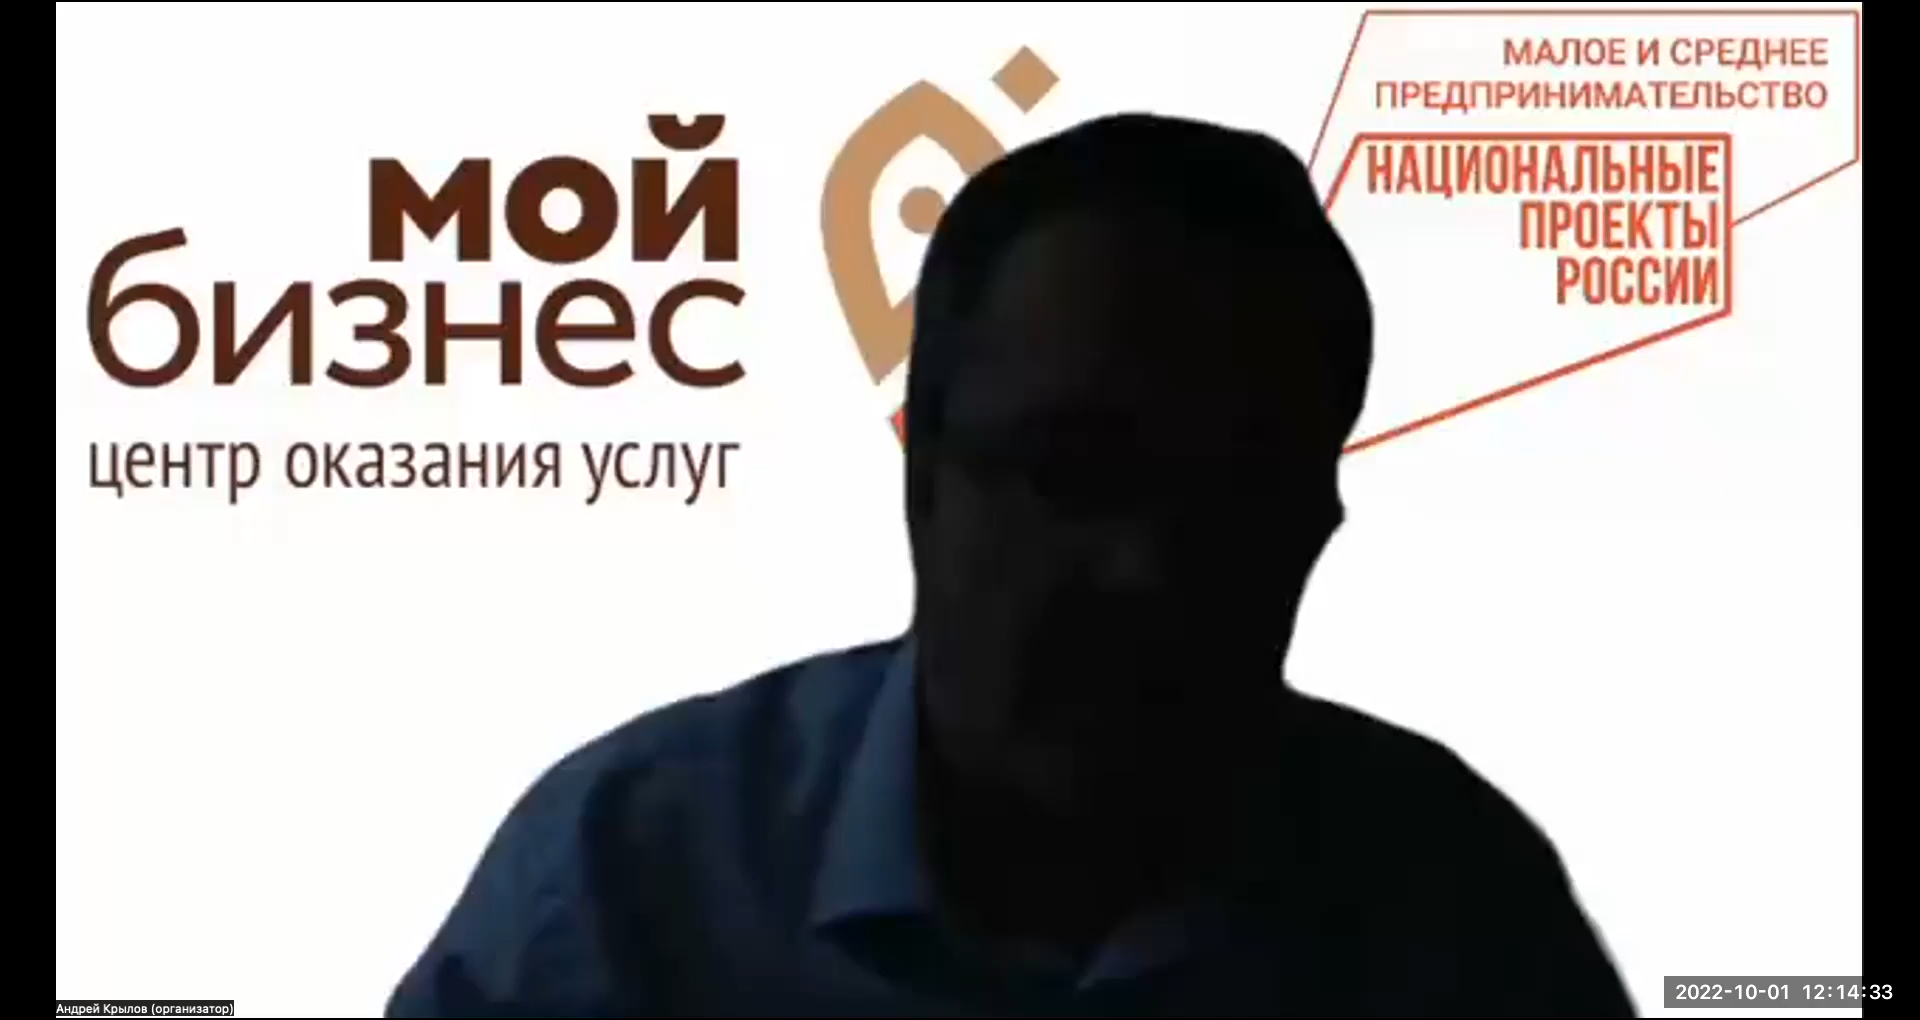 мой
бизнес
центр оказания услуг
МАЛОЕ И СРЕДНЕЕ
ПРЕДПРИНИМАТЕЛЬСТВО
НАЦИОНАЛЬНЫЕ
ПРОЕКТЫ
РОССИИ
Андрей Крылов (организатор)
2022-10-01 12:14:33